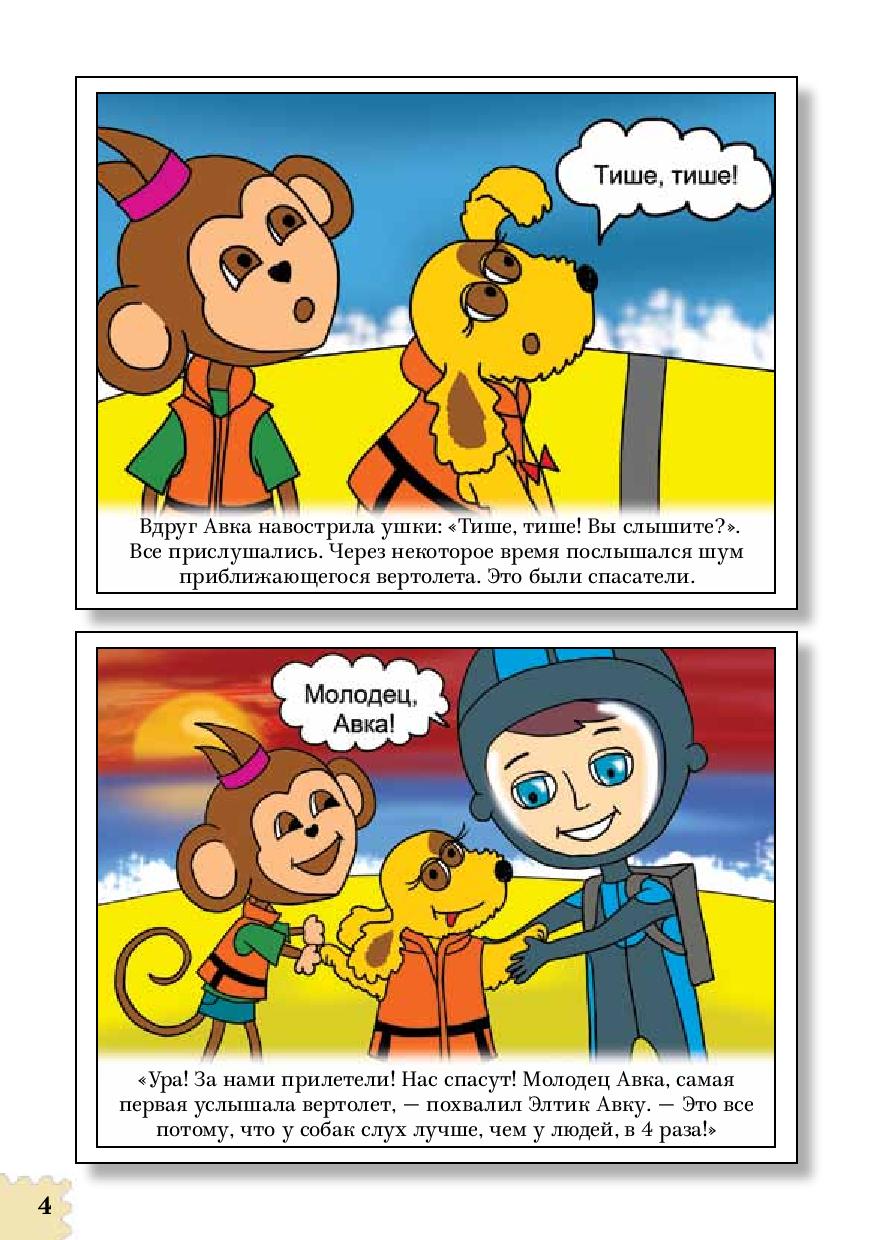 Тише, тише!
Вдруг Авка навострила ушки: «Тише, тише! Вы слышите?».
Все прислушались. Через некоторое время послышался шум
приближающегося вертолета. Это были спасатели.
Молодец,
Авка!
«Ура! За нами прилетели! Нас спасут! Молодец Авка, самая
первая услышала вертолет, — похвалил Элтик Авку. — Это все
потому, что у собак слух лучше, чем у людей, в 4 раза!»
4